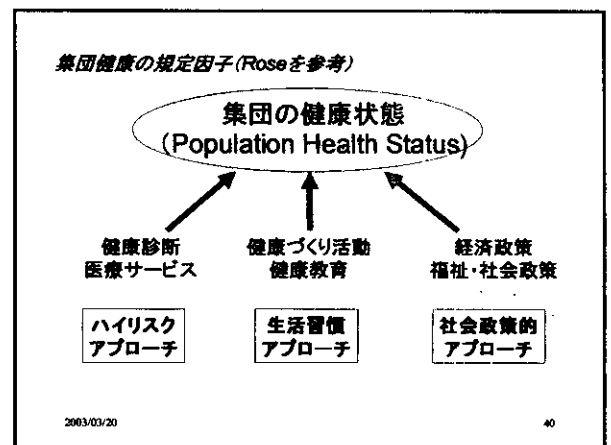 集団健康の規定因子(Roseを参考)
集団の健康状態
(Population Health Status)
健康診断
医療サービス
健康づくり活動
健康教育
経済政策
福祉・社会政策
ハイリスク
アプローチ
生活習慣
アプローチ
社会政策的
アプローチ
2003/03/20
40